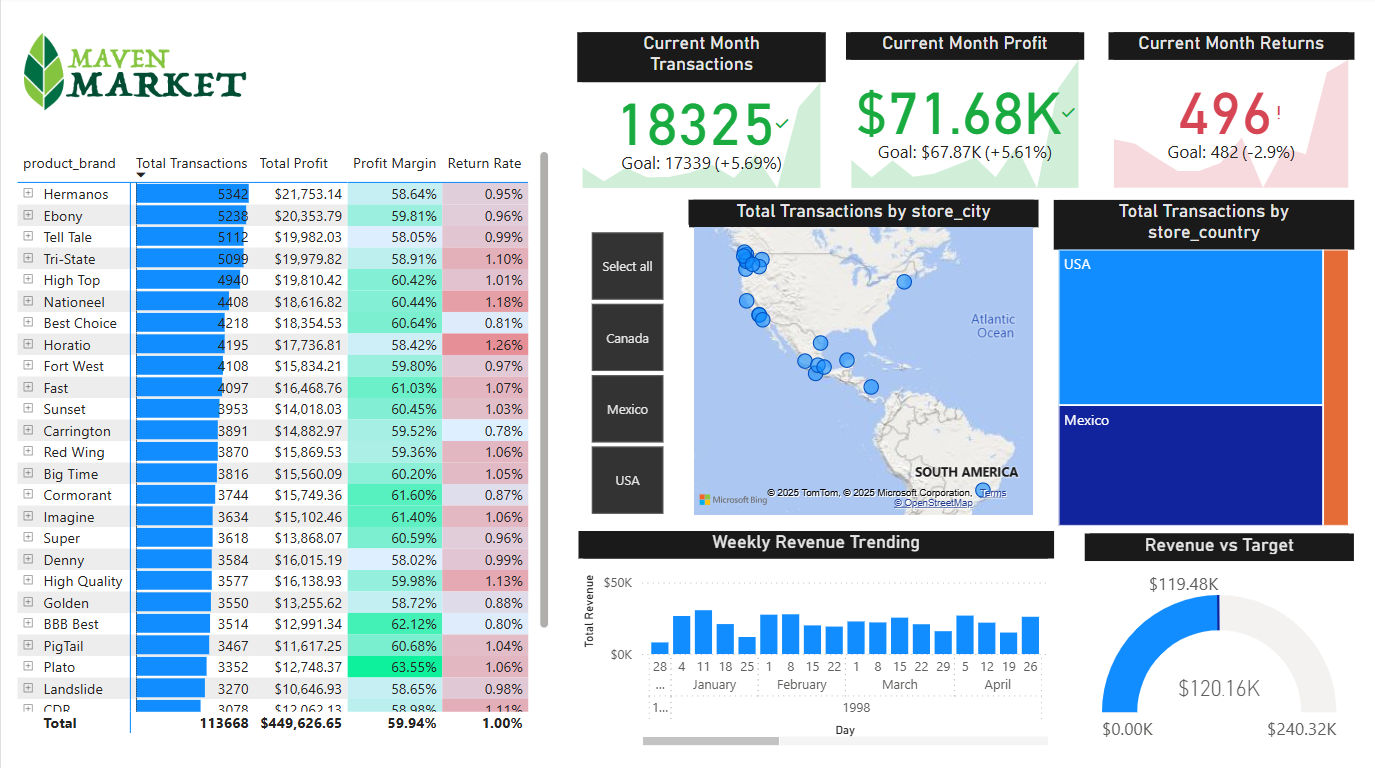 MAVEN
MARKET
Current Month
Transactions
18325
Goal: 17339 (+5.69%)
Current Month Profit
$71.68K
Goal: $67.87K (+5.61%)
Current Month Returns
496!
Goal: 482 (-2.9%)
product_brand Total Transactions Total Profit Profit Margin Return Rate
Hermanos 5342 $21,753.14 58.64% 0.95%
Ebony 5238 $20,353.79 59.81% 0.96%
Tell Tale 5112 $19,982.03 58.05% 0.99%
Tri-State 5099 $19,979.82 58.91% 1.10%
High Top 4940 $19,810.42 60.42% 1.01%
Nationeel 4408 $18,616.82 60.44% 1.18%
Best Choice 4218 $18,354.53 60.64% 0.81%
Horatio 4195 $17,736.81 58.42% 1.26%
Fort West 4108 $15,834.21 59.80% 0.97%
Fast 4097 $16,468.76 61.03% 1.07%
Sunset 3953 $14,018.03 60.45% 1.03%
Carrington 3891 $14,882.97 59.52% 0.78%
Red Wing 3870 $15,869.53 59.36% 1.06%
Big Time 3816 $15,560.09 60.20% 1.05%
Cormorant 3744 $15,749.36 61.60% 0.87%
Imagine 3634 $15,102.46 61.40% 1.06%
Super 3618 $13,868.07 60.59% 0.96%
Denny 3584 $16,015.19 58.02% 0.99%
High Quality 3577 $16,138.93 59.98% 1.13%
Golden 3550 $13,255.62 58.72% 0.88%
BBB Best 3514 $12,991.34 62.12% 0.80%
PigTail 3467 $11,617.25 60.68% 1.04%
Plato 3352 $12,748.37 63.55% 1.06%
Landslide 3270 $10,646.93 58.65% 0.98%
CDR 3078 $12,062.13 58.98% 1.11%
Total 113668 $449,626.65 59.94% 1.00%
Select all
Canada
Mexico
USA
Total Transactions by store_city
Atlantic
Ocean
SOUTH AMERICA
Microsoft Bing
© 2025 TomTom, © 2025 Microsoft Corporation, Terms
© OpenStreetMap
Total Transactions by
store_country
USA
Mexico
Weekly Revenue Trending
Total Revenue
$50K
$0K
28 4 11 18 25 1 8 15 22 1 8 15 22 29 5 12 19 26
... January February March April
1... 1998
Day
Revenue vs Target
$119.48K
$120.16K
$0.00K $240.32K